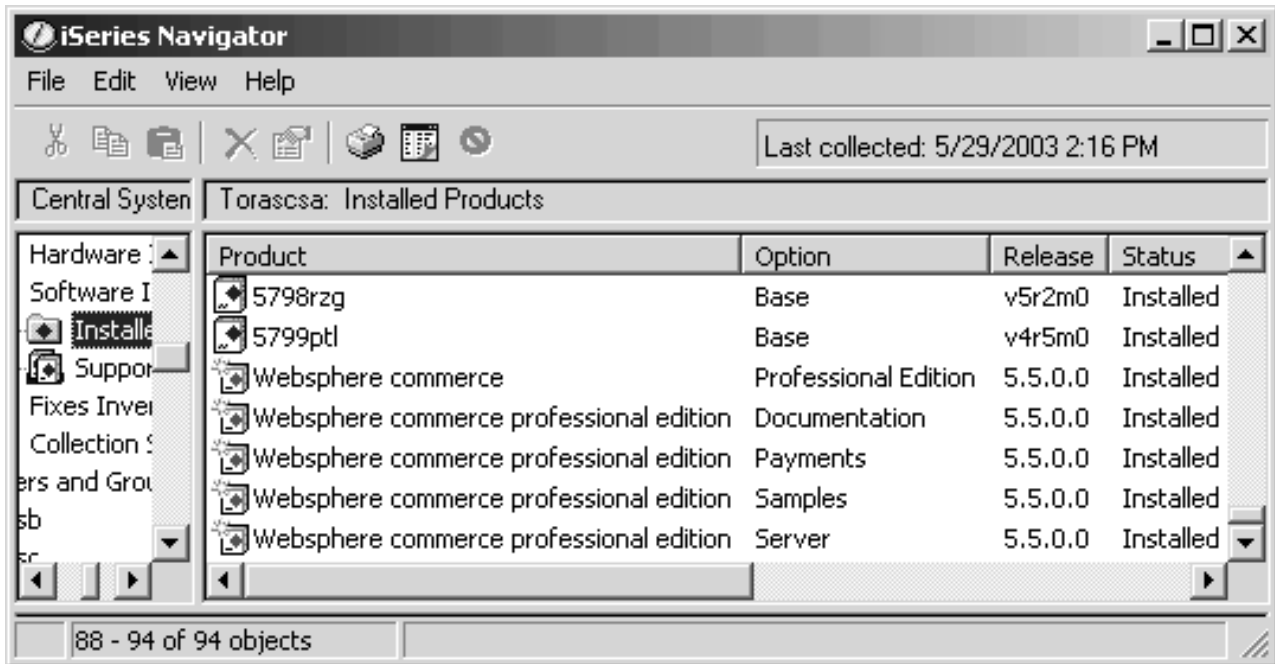 iSeries Navigator
File Edit View Help
Last collected: 5/29/2003 2:16 PM
Central System Torascsa: Installed Products
Hardware
Software I
Installe
Suppor
Fixes Inver
Collection
ers and Grou
sb
sc
Product Option Release Status
5798rzg Base v5r2m0 Installed
5799ptl Base v4r5m0 Installed
Websphere commerce Professional Edition 5.5.0.0 Installed
Websphere commerce professional edition Documentation 5.5.0.0 Installed
Websphere commerce professional edition Payments 5.5.0.0 Installed
Websphere commerce professional edition Samples 5.5.0.0 Installed
Websphere commerce professional edition Server 5.5.0.0 Installed
88 - 94 of 94 objects